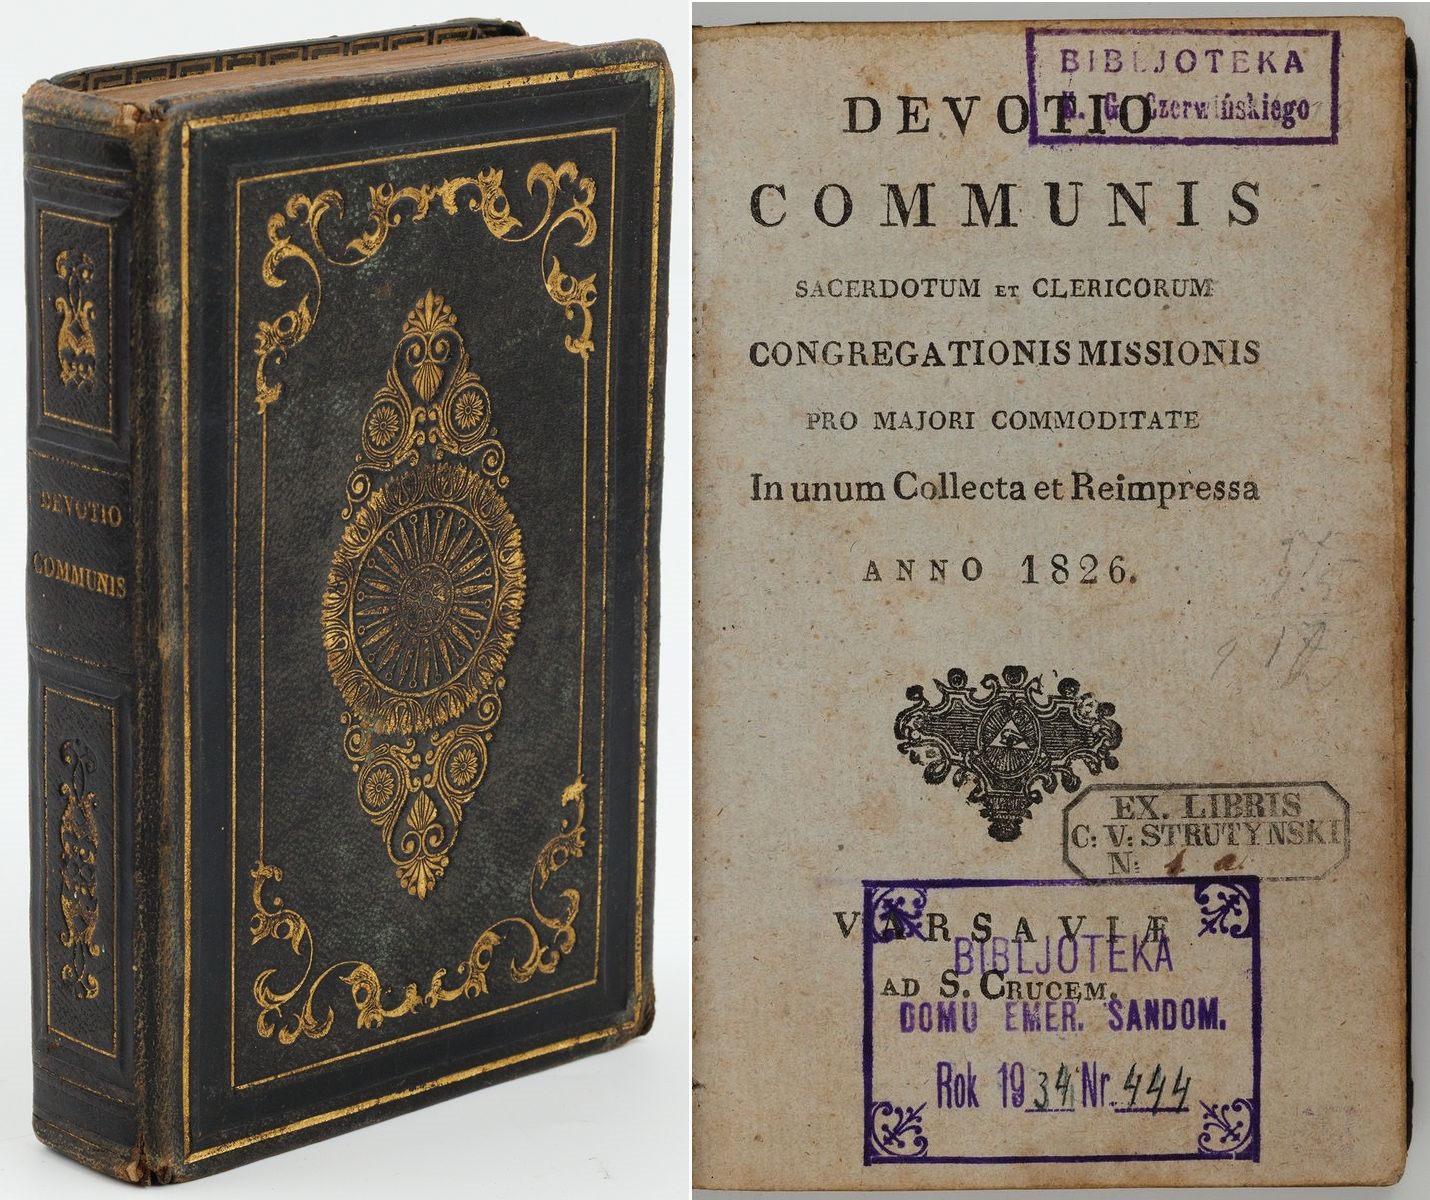 DEVOTIO
COMMUNIS
BIBLJOTEKA
Czerwińskiego
DEVOTIO
COMMUNIS
SACERDOTUM ET CLERICORUM
CONGREGATIONIS MISSIONIS
PRO MAJORI COMMODITATE
In unum Collecta et Reimpressa
ANNO 1826.
EX. LIBRIS
C: V: STRUTYNSKI
N:
VARSAVIÆ
AD S. CRUCEM.
BIBLJOTEKA
DOMU EMER. SANDOM.
Rok 1934 Nr. 444